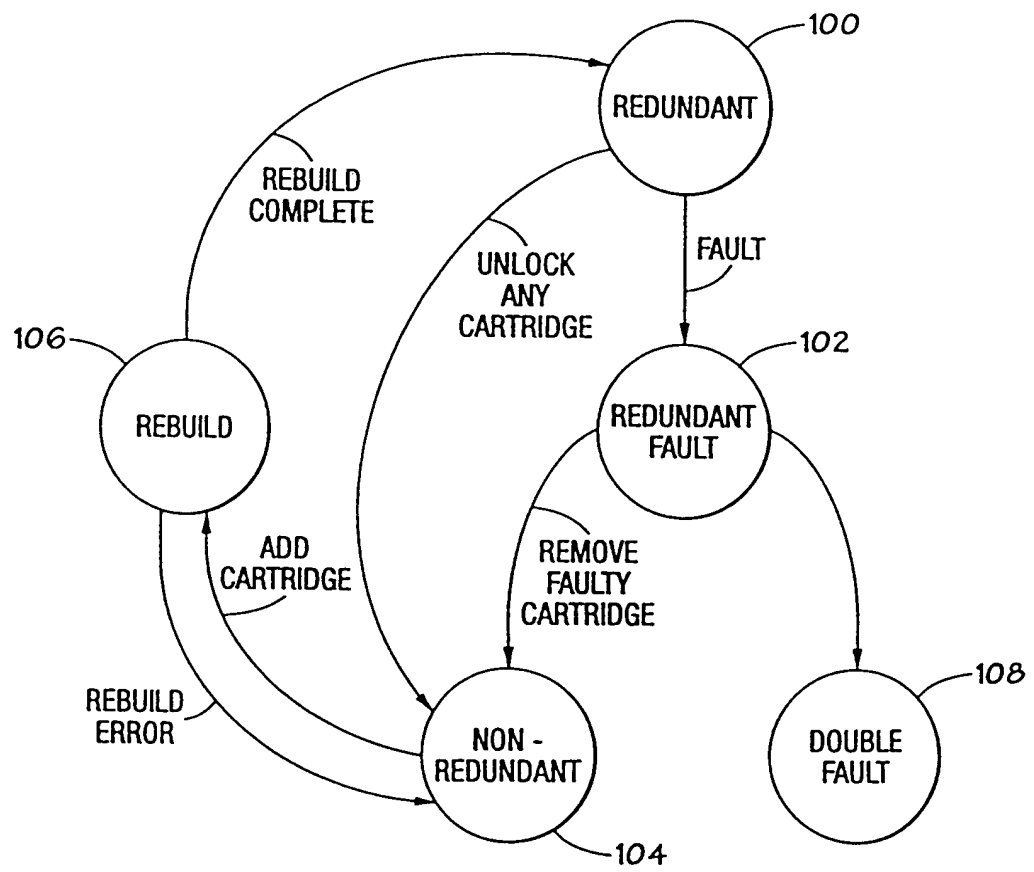 100
REDUNDANT
REBUILD
COMPLETE
UNLOCK
ANY
CARTRIDGE
FAULT
106
102
REBUILD
REDUNDANT
FAULT
ADD
CARTRIDGE
REMOVE
FAULTY
CARTRIDGE
REBUILD
ERROR
108
NON -
REDUNDANT
DOUBLE
FAULT
104